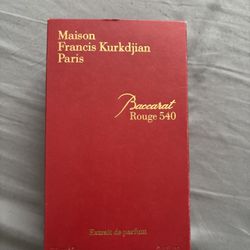 Maison
Francis Kurkdjian
Paris
Baccarat
Rouge 540
Extrait de parfum